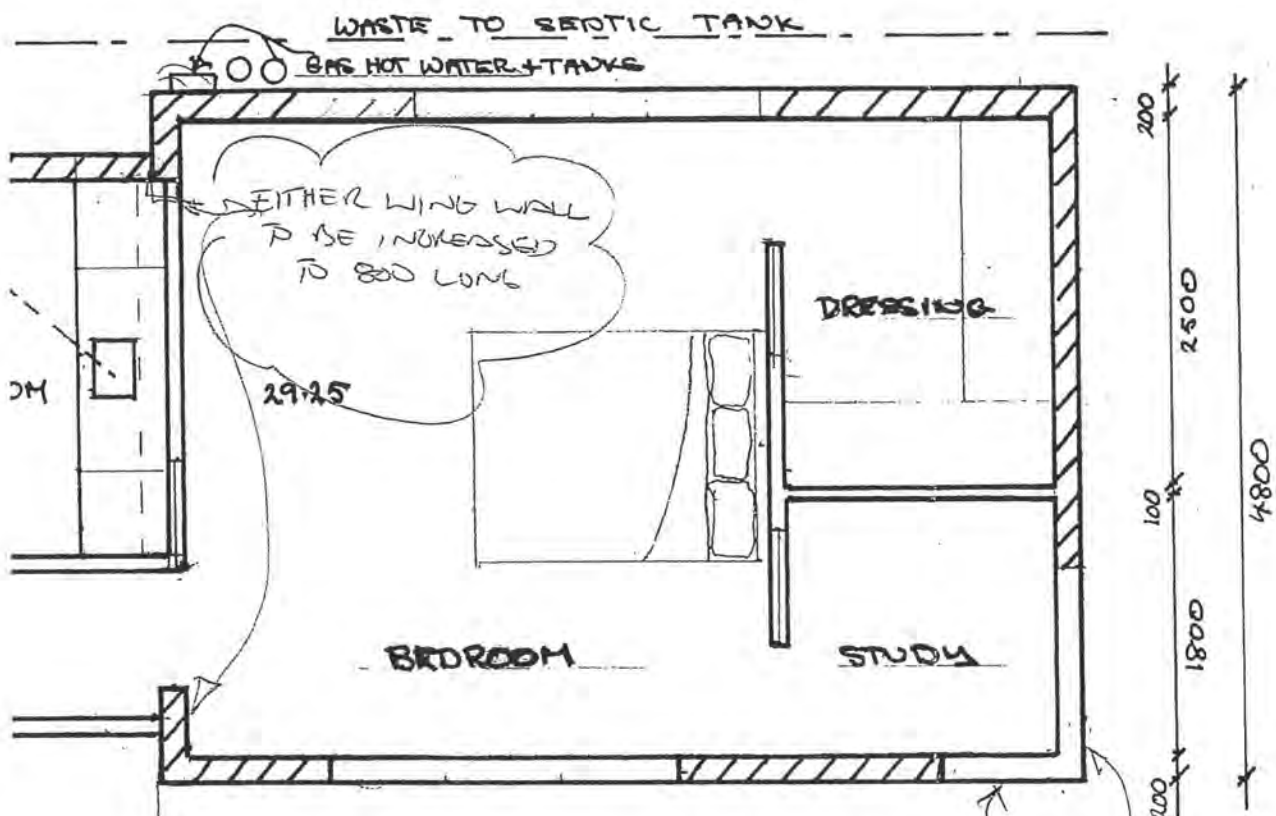 WASTE TO SEPTIC TANK
GAS HOT WATER + TANKS
EITHER WING WALL
TO BE INCREASED
TO 800 LONG
29.25
OM
DRESSING
BEDROOM
STUDY
200
2500
100
1800
200
4800